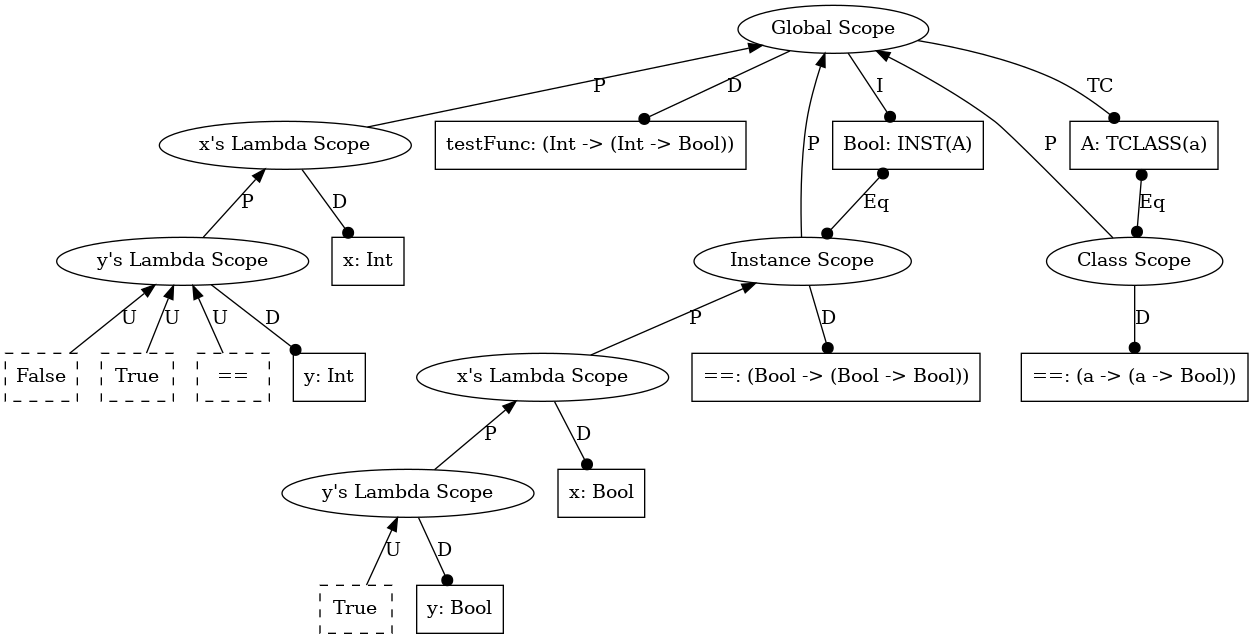 Global Scope
P
D
I
TC
x's Lambda Scope
testFunc: (Int -> (Int -> Bool))
P
Bool: INST(A)
P
A: TCLASS(a)
P
D
Eq
Eq
y's Lambda Scope
x: Int
Instance Scope
Class Scope
U
U
U
D
P
D
D
False
True
==
y: Int
x's Lambda Scope
==: (Bool -> (Bool -> Bool))
==: (a -> (a -> Bool))
P
D
y's Lambda Scope
x: Bool
U
D
True
y: Bool